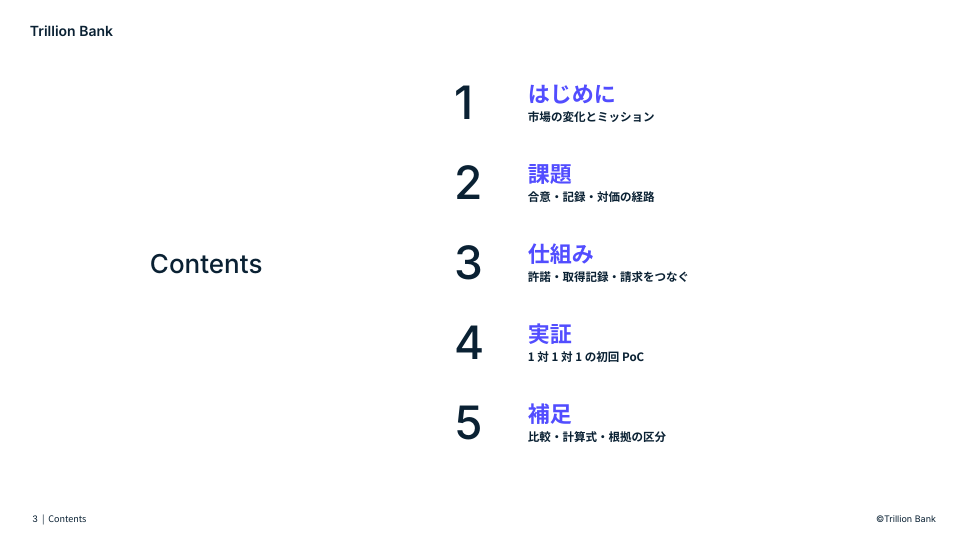 Trillion Bank
1
はじめに
市場の変化とミッション
2
課題
合意・記録・対価の経路
Contents
3
仕組み
許諾・取得記録・請求をつなぐ
4
実証
1 対 1 対 1 の初回 PoC
5
補足
比較・計算式・根拠の区分
3 | Contents
©Trillion Bank